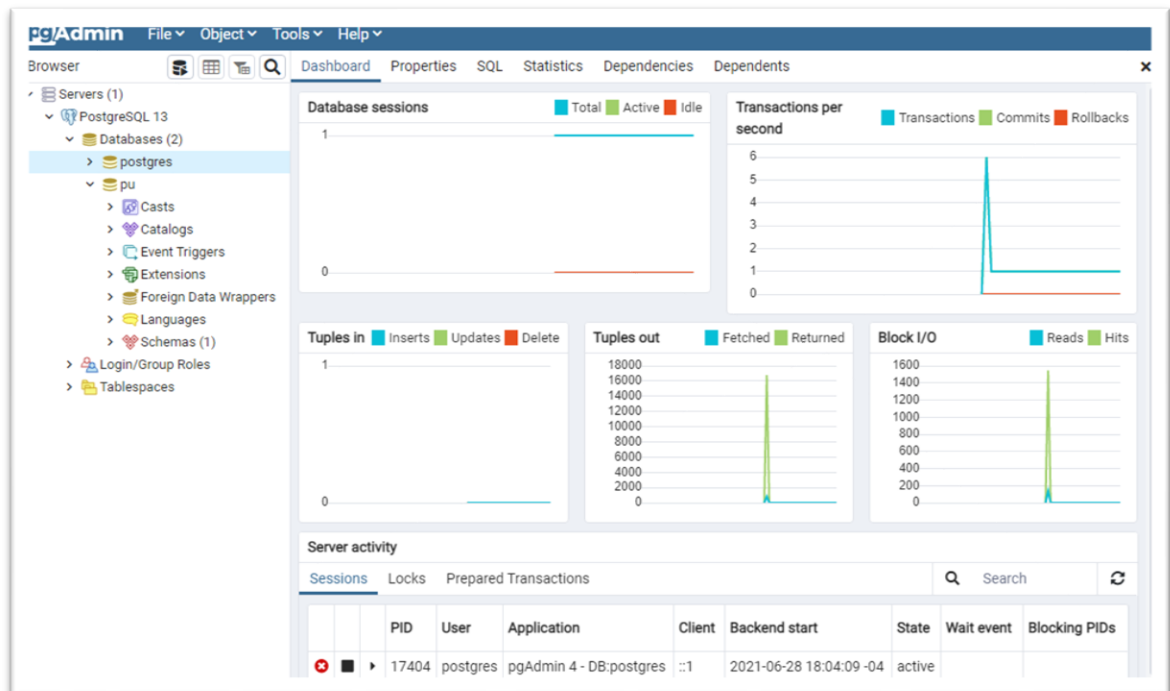 pgAdmin File Object Tools Help
Browser
Servers (1)
PostgreSQL 13
Databases (2)
postgres
pu
Casts
Catalogs
Event Triggers
Extensions
Foreign Data Wrappers
Languages
Schemas (1)
Login/Group Roles
Tablespaces
Dashboard Properties SQL Statistics Dependencies Dependents
Database sessions Total Active Idle
1
0
Transactions per second Transactions Commits Rollbacks
6
5
4
3
2
1
0
Tuples in Inserts Updates Delete
1
0
Tuples out Fetched Returned
18000
16000
14000
12000
10000
8000
6000
4000
2000
0
Block I/O Reads Hits
1600
1400
1200
1000
800
600
400
200
0
Server activity
Sessions Locks Prepared Transactions Search
PID User Application Client Backend start State Wait event Blocking PIDs
17404 postgres pgAdmin 4 - DB:postgres ::1 2021-06-28 18:04:09 -04 active